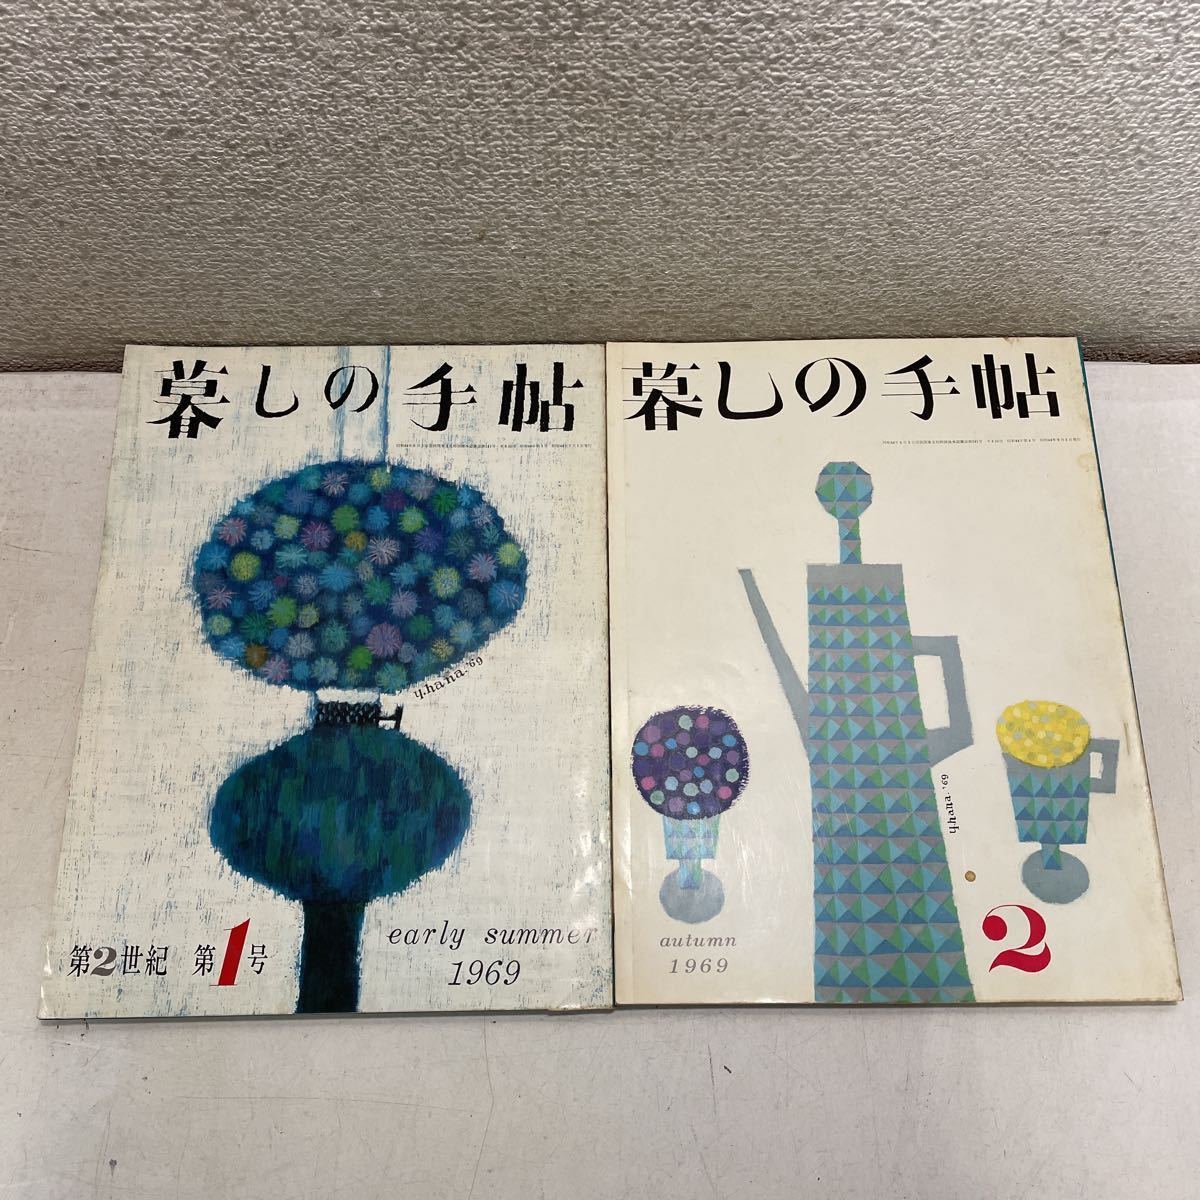 暮しの手帖
y.hana.'69
第2世紀 第1号
early summer
1969
暮しの手帖
y.hana.'69
autumn
1969
2